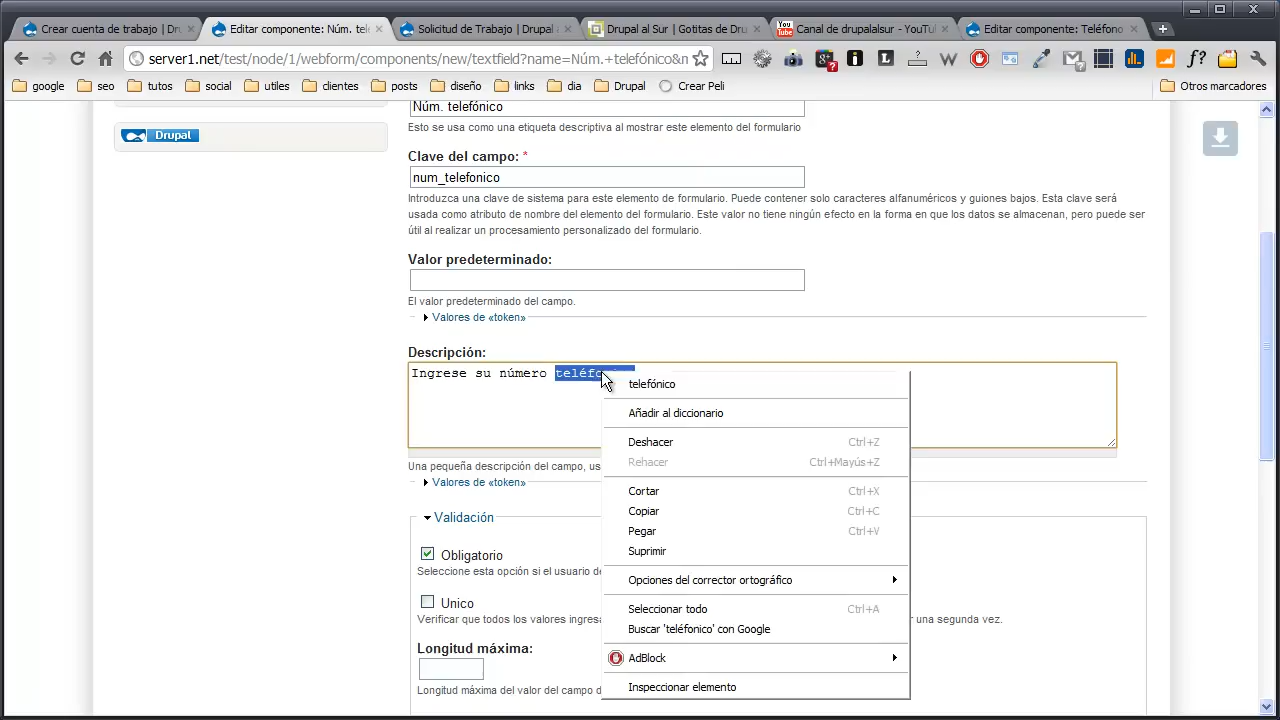 Crear cuenta de trabajo | Dru
Editar componente: Núm. tel
Solicitud de Trabajo | Drupal
Drupal al Sur | Gotitas de Dru
You Tube
Canal de drupalalsur - YouTu
Editar componente: Teléfono
server1.net/test/node/1/webform/components/new/textfield?name=Núm.+telefónico&m
google
seo
tutos
social
utiles
clientes
posts
diseño
links
dia
Drupal
Crear Peli
Otros marcadores
Drupal
Núm. telefónico
Esto se usa como una etiqueta descriptiva al mostrar este elemento del formulario
Clave del campo: *
num_telefonico
Introduzca una clave de sistema para este elemento de formulario. Puede contener solo caracteres alfanuméricos y guiones bajos. Esta clave será
usada como atributo de nombre del elemento del formulario. Este valor no tiene ningún efecto en la forma en que los datos se almacenan, pero puede ser
útil al realizar un procesamiento personalizado del formulario.
Valor predeterminado:
El valor predeterminado del campo.
Valores de «token»
Descripción:
Ingrese su número
telefónico
Añadir al diccionario
Deshacer Ctrl+Z
Rehacer Ctrl+Mayús+Z
Cortar Ctrl+X
Copiar Ctrl+C
Pegar Ctrl+V
Suprimir
Opciones del corrector ortográfico
Seleccionar todo Ctrl+A
Buscar 'teléfonico' con Google
AdBlock
Inspeccionar elemento
Una pequeña descripción del campo,
Valores de «token»
Validación
Obligatorio
Seleccione esta opción si el usuario
Unico
Verificar que todos los valores
r una segunda vez.
Longitud máxima:
Longitud máxima del valor del campo